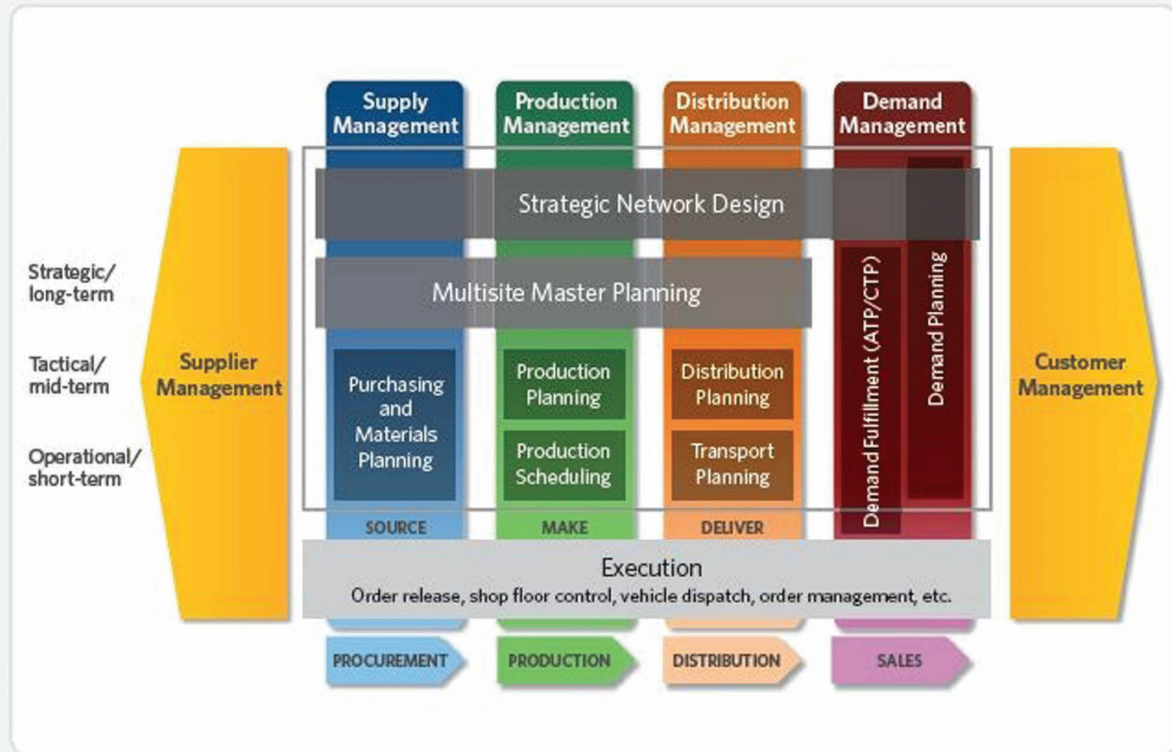 Supply
Management
Production
Management
Distribution
Management
Demand
Management
Strategic Network Design
Multisite Master Planning
Strategic/
long-term
Tactical/
mid-term
Operational/
short-term
Supplier
Management
Purchasing
and
Materials
Planning
Production
Planning
Production
Scheduling
Distribution
Planning
Transport
Planning
Demand Fulfillment (ATP/CTP)
Demand Planning
Customer
Management
SOURCE
MAKE
DELIVER
Execution
Order release, shop floor control, vehicle dispatch, order management, etc.
PROCUREMENT
PRODUCTION
DISTRIBUTION
SALES